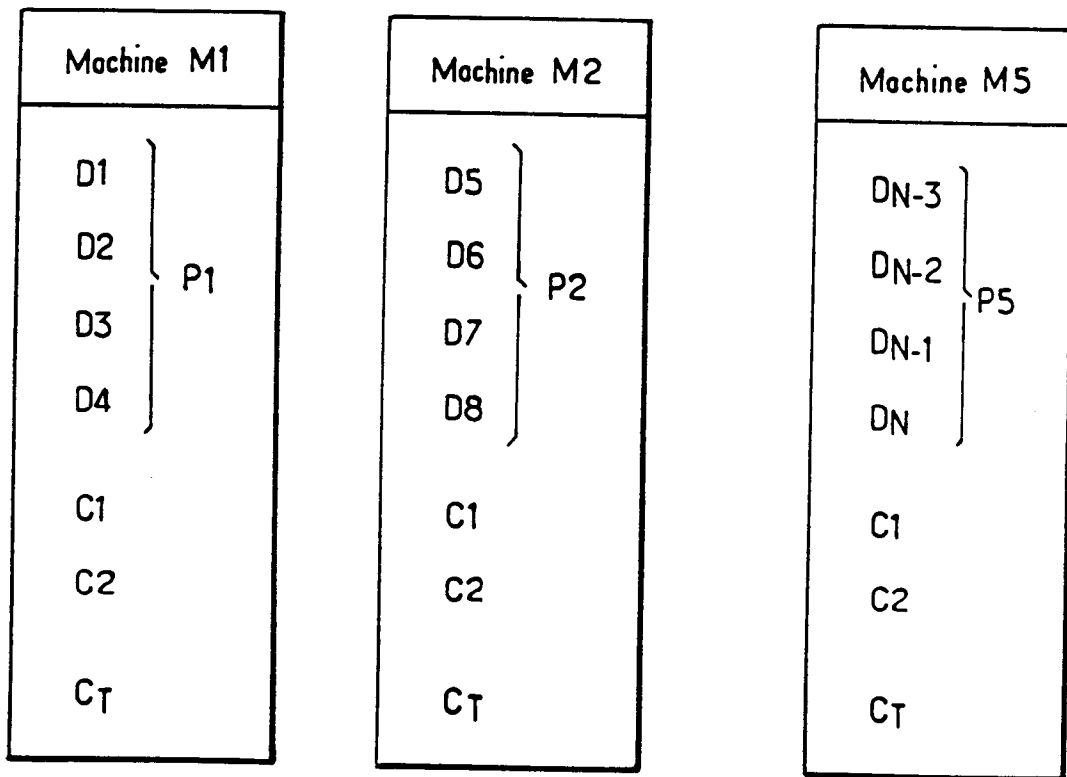 Machine M1
D1
D2
D3
D4
P1
C1
C2
CT
Machine M2
D5
D6
D7
D8
P2
C1
C2
CT
Machine M5
DN-3
DN-2
DN-1
DN
P5
C1
C2
CT